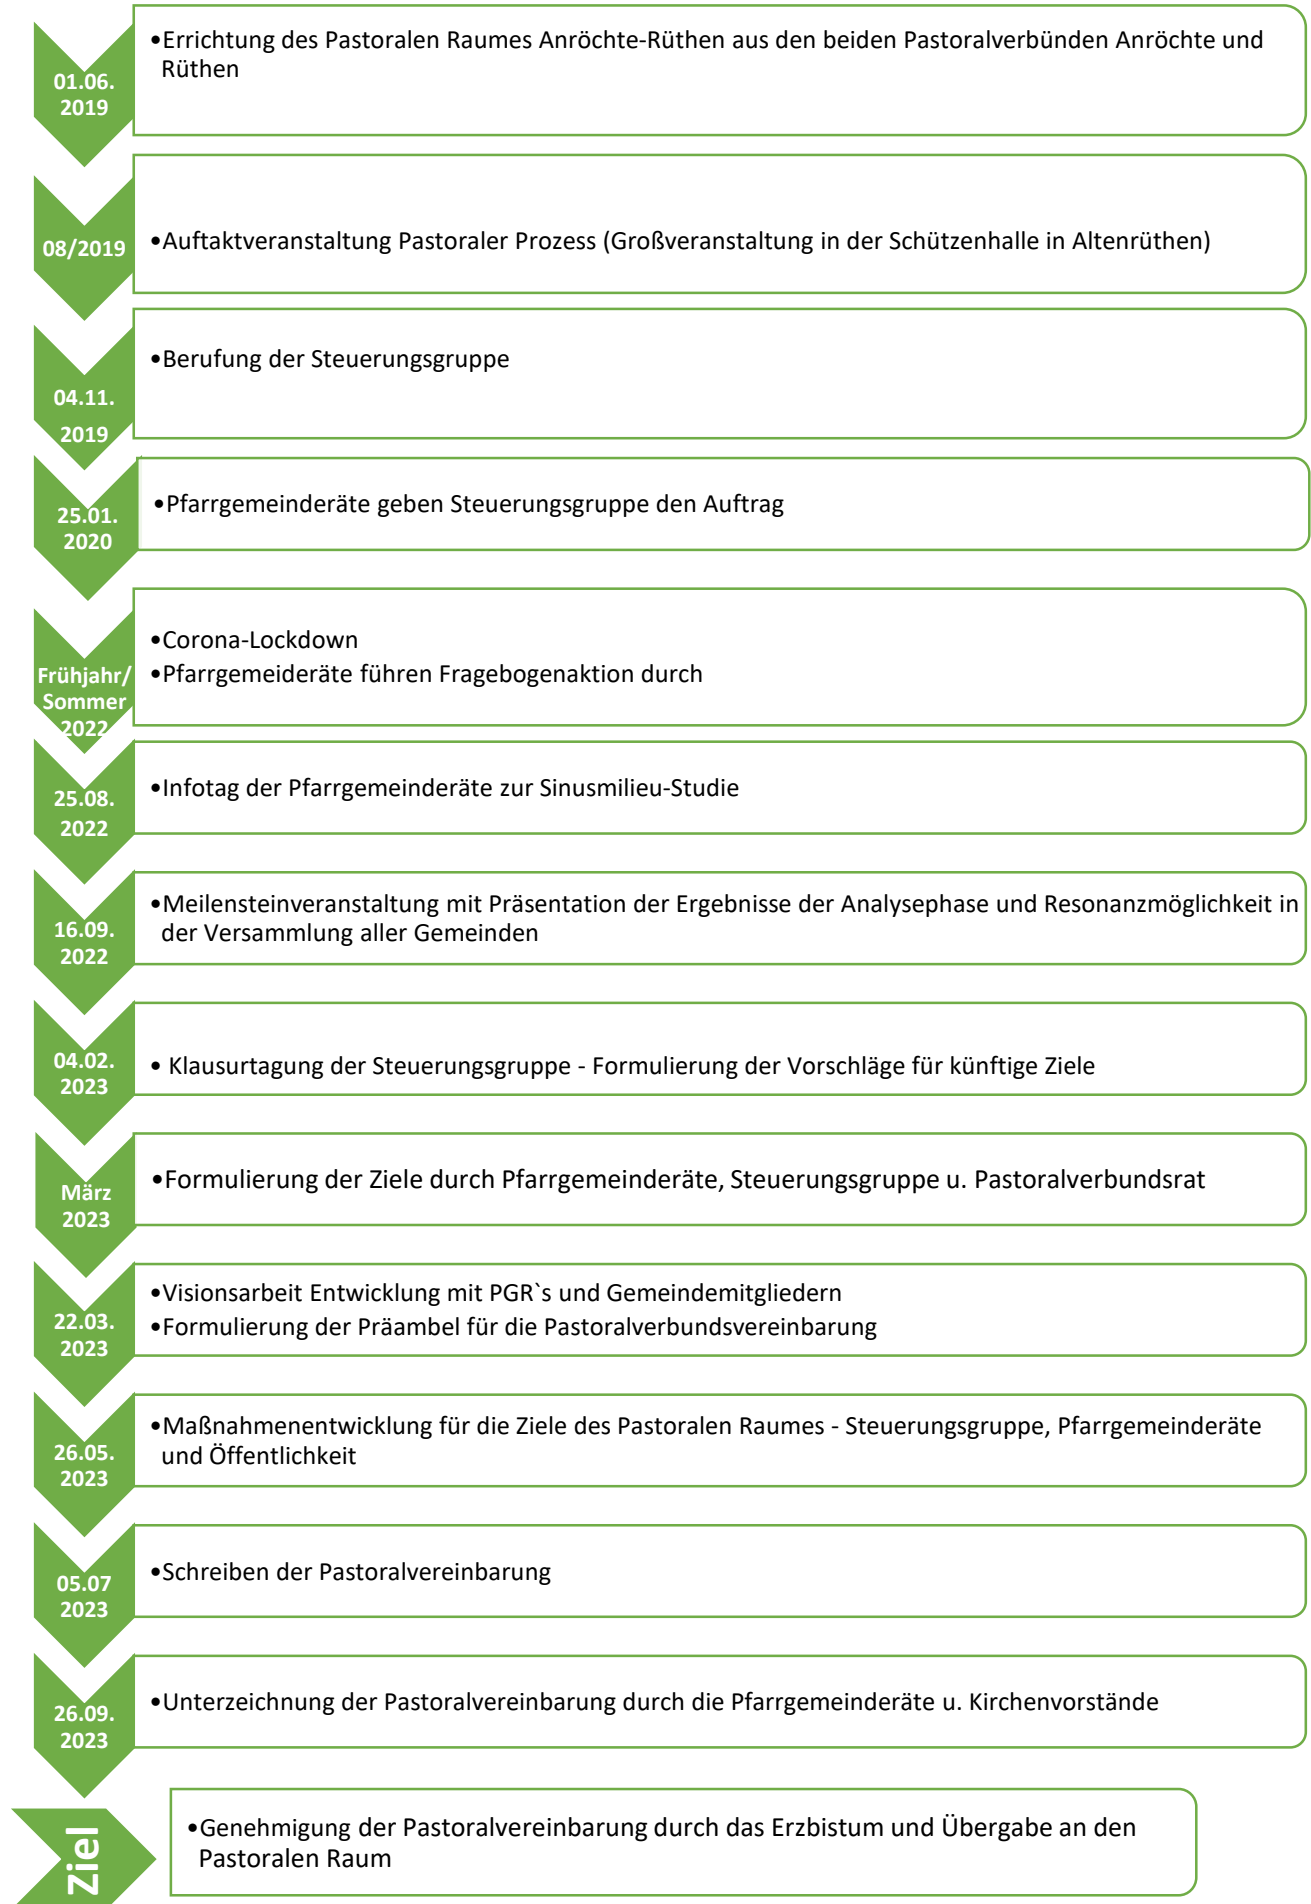 01.06.
2019
•Errichtung des Pastoralen Raumes Anröchte-Rüthen aus den beiden Pastoralverbünden Anröchte und
Rüthen
08/2019
•Auftaktveranstaltung Pastoraler Prozess (Großveranstaltung in der Schützenhalle in Altenrüthen)
04.11.
2019
•Berufung der Steuerungsgruppe
25.01.
2020
•Pfarrgemeinderäte geben Steuerungsgruppe den Auftrag
Frühjahr/
Sommer
2022
•Corona-Lockdown
•Pfarrgemeideräte führen Fragebogenaktion durch
25.08.
2022
•Infotag der Pfarrgemeinderäte zur Sinusmilieu-Studie
16.09.
2022
•Meilensteinveranstaltung mit Präsentation der Ergebnisse der Analysephase und Resonanzmöglichkeit in
der Versammlung aller Gemeinden
04.02.
2023
• Klausurtagung der Steuerungsgruppe - Formulierung der Vorschläge für künftige Ziele
März
2023
•Formulierung der Ziele durch Pfarrgemeinderäte, Steuerungsgruppe u. Pastoralverbundsrat
22.03.
2023
•Visionsarbeit Entwicklung mit PGR`s und Gemeindemitgliedern
•Formulierung der Präambel für die Pastoralverbundsvereinbarung
26.05.
2023
•Maßnahmenentwicklung für die Ziele des Pastoralen Raumes - Steuerungsgruppe, Pfarrgemeinderäte
und Öffentlichkeit
05.07
2023
•Schreiben der Pastoralvereinbarung
26.09.
2023
•Unterzeichnung der Pastoralvereinbarung durch die Pfarrgemeinderäte u. Kirchenvorstände
Ziel
•Genehmigung der Pastoralvereinbarung durch das Erzbistum und Übergabe an den
Pastoralen Raum